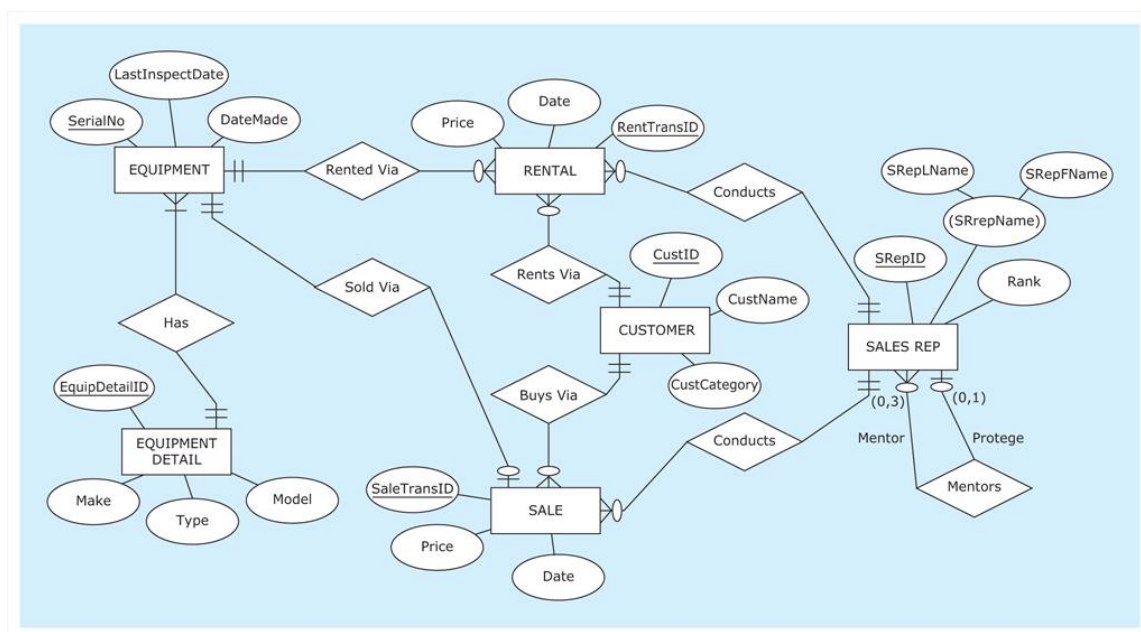 LastInspectDate
SerialNo
DateMade
EQUIPMENT
Rented Via
Price
Date
RentTransID
RENTAL
Conducts
SRepLName
SRepFName
(SRrepName)
SRepID
Rank
SALES REP
(0,3)
(0,1)
Mentor
Protege
Mentors
Sold Via
Rents Via
CustID
CustName
CUSTOMER
CustCategory
Has
EquipDetailID
EQUIPMENT
DETAIL
Make
Type
Model
Buys Via
Conducts
SaleTransID
SALE
Price
Date